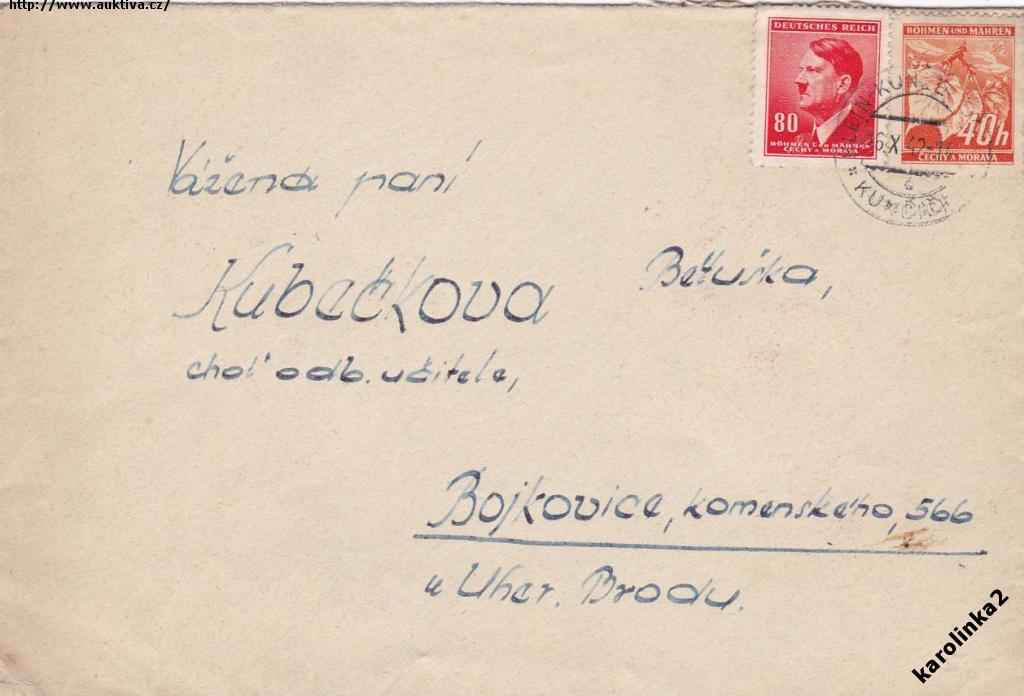 http://www.auktiva.cz/
DEUTSCHES REICH
80
BÖHMEN UND MÄHREN
ČECHY A MORAVA
BÖHMEN UND MÄHREN
40h
ČECHY A MORAVA
KUNČIČE
Vážená paní
Kubečkova Betuška,
choť odb. učitele,
Bojkovice, Komenského, 566
u Uher. Brodu.
karolinka2